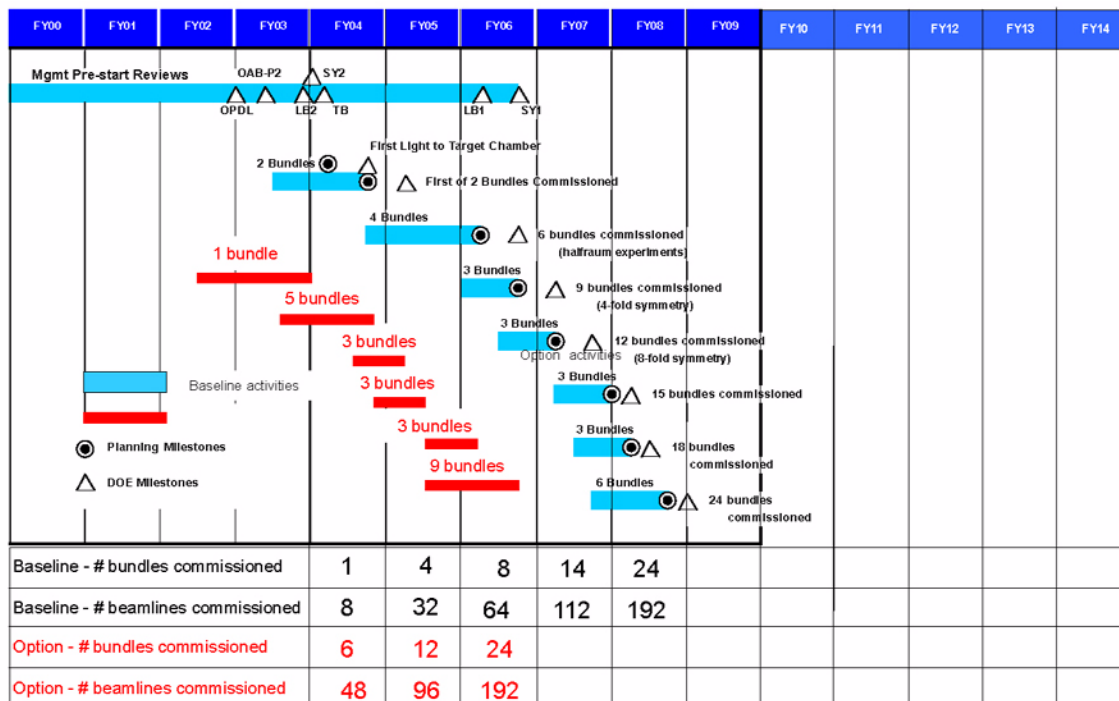 FY00 FY01 FY02 FY03 FY04 FY05 FY06 FY07 FY08 FY09 FY10 FY11 FY12 FY13 FY14
Mgmt Pre-start Reviews OAB-P2 SY2
OPDL LB2 TB LB1 SY1
First Light to Target Chamber
2 Bundles
First of 2 Bundles Commissioned
4 Bundles
6 bundles commissioned
(halfraum experiments)
1 bundle
3 Bundles
9 bundles commissioned
(4-fold symmetry)
5 bundles
3 Bundles
12 bundles commissioned
(8-fold symmetry)
3 bundles
Option activities
3 Bundles
Baseline activities
3 bundles
15 bundles commissioned
3 bundles
3 Bundles
Planning Milestones
18 bundles
commissioned
9 bundles
6 Bundles
DOE Milestones
24 bundles
commissioned
Baseline - # bundles commissioned 1 4 8 14 24
Baseline - # beamlines commissioned 8 32 64 112 192
Option - # bundles commissioned 6 12 24
Option - # beamlines commissioned 48 96 192